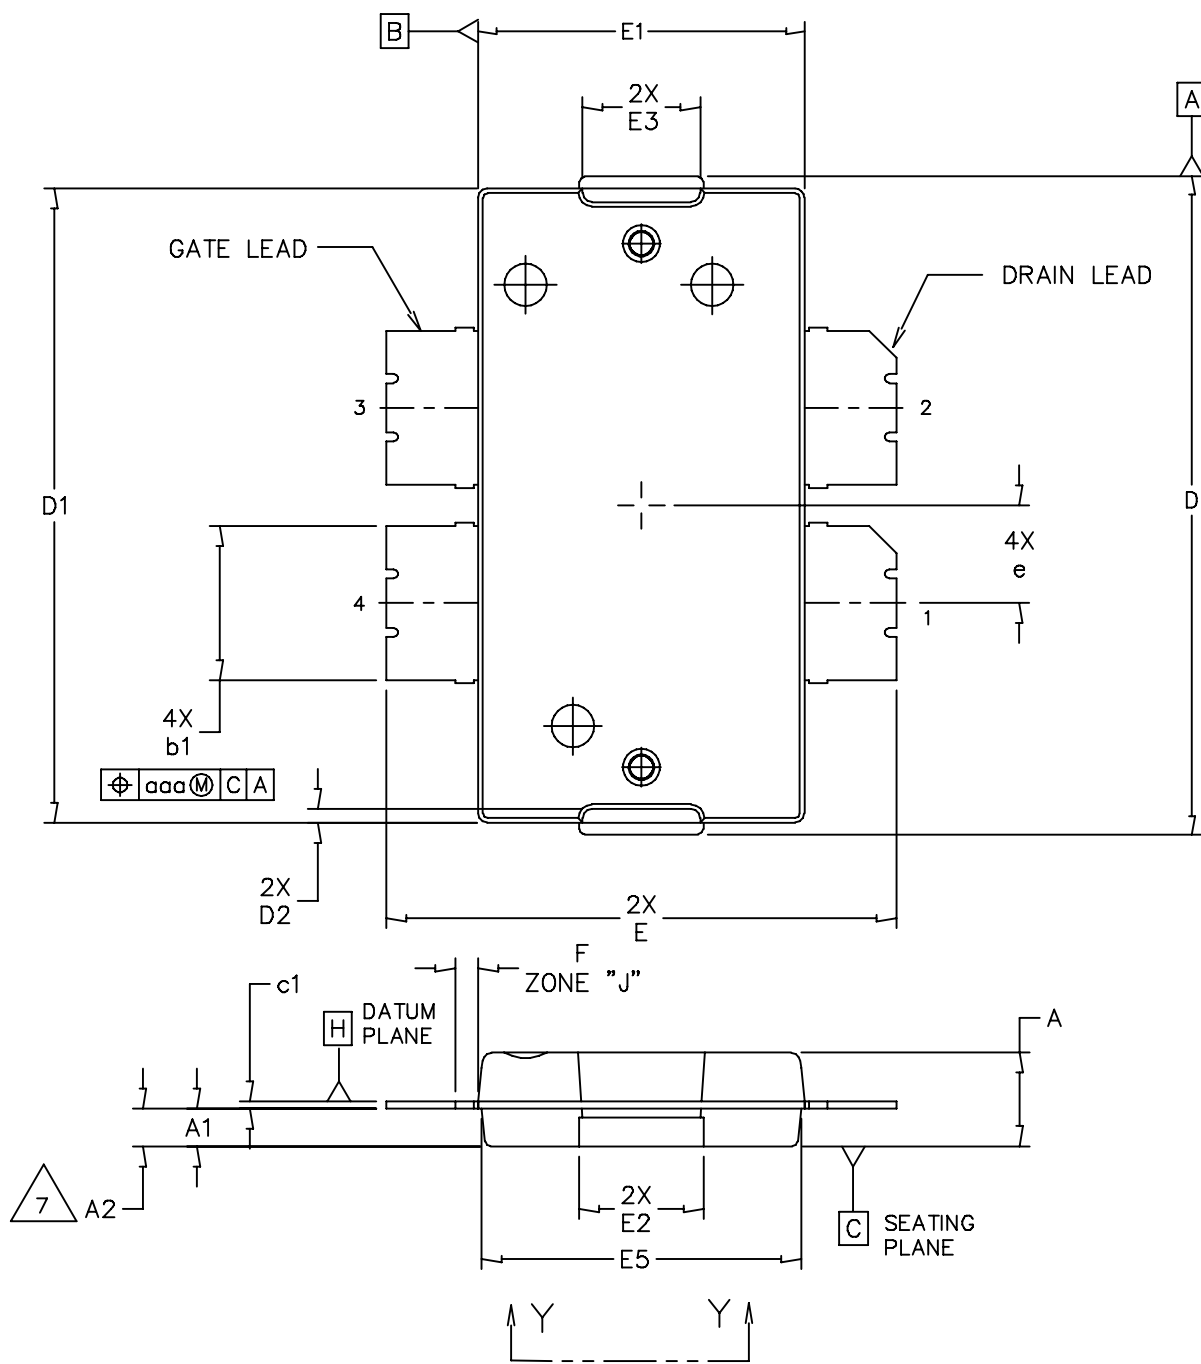 B
E1
2X
E3
A
GATE LEAD
DRAIN LEAD
3
2
D1
D
4X
e
4
1
4X
b1
⌖ aaa Ⓜ C A
2X
D2
2X
E
F
ZONE "J"
c1
H
DATUM
PLANE
A
A1
7
A2
2X
E2
C
SEATING
PLANE
E5
Y
Y